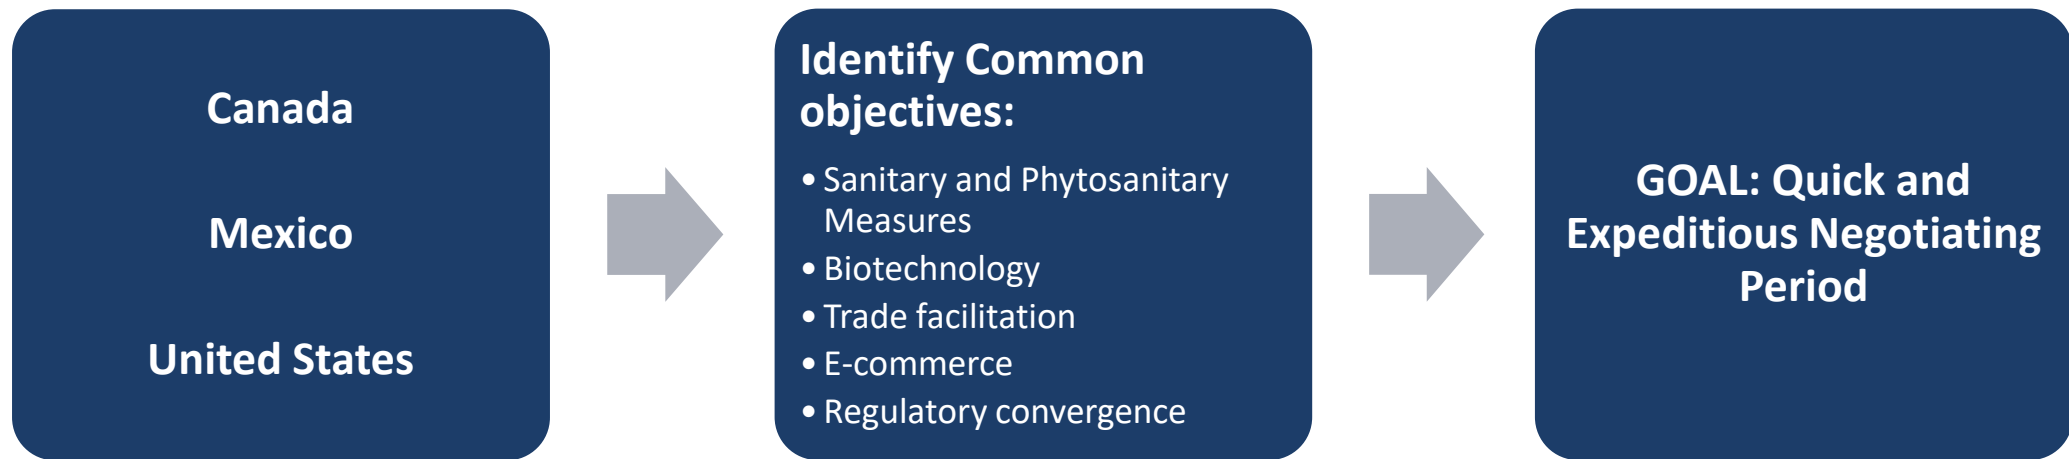 Canada
Mexico
United States
Identify Common
objectives:
• Sanitary and Phytosanitary
Measures
• Biotechnology
• Trade facilitation
• E-commerce
• Regulatory convergence
GOAL: Quick and
Expeditious Negotiating
Period